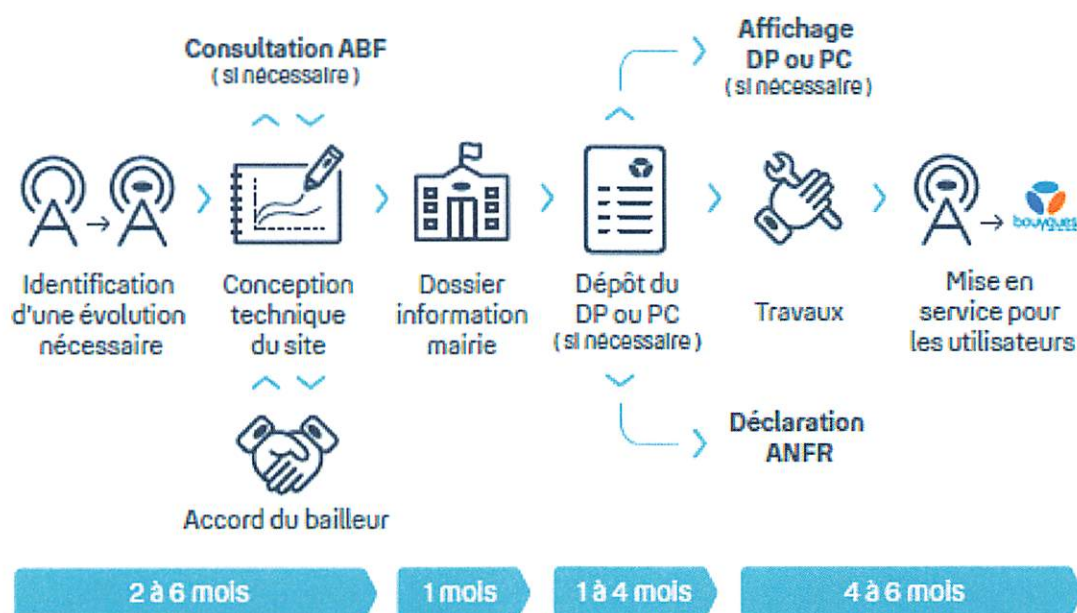 Consultation ABF
( si nécessaire )
Affichage
DP ou PC
( si nécessaire )
Identification
d'une évolution
nécessaire
Conception
technique
du site
Dossier
information
mairie
Dépôt du
DP ou PC
( si nécessaire )
Travaux
bouygues
Mise en
service pour
les utilisateurs
Accord du bailleur
Déclaration
ANFR
2 à 6 mois
1 mois
1 à 4 mois
4 à 6 mois